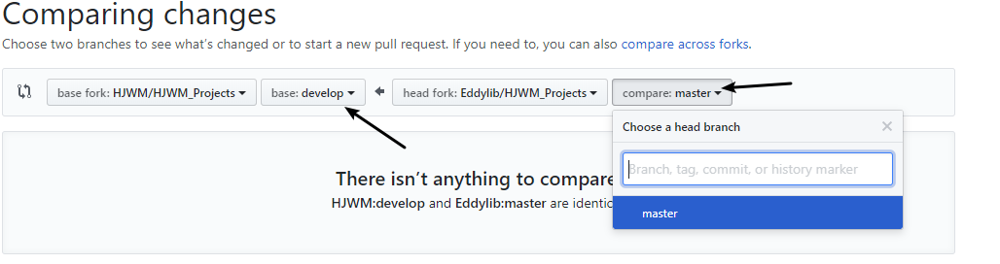 Comparing changes
Choose two branches to see what's changed or to start a new pull request. If you need to, you can also compare across forks.
base fork: HJWM/HJWM_Projects base: develop head fork: Eddylib/HJWM_Projects compare: master
Choose a head branch
Branch, tag, commit, or history marker
master
There isn't anything to compare
HJWM:develop and Eddylib:master are identic